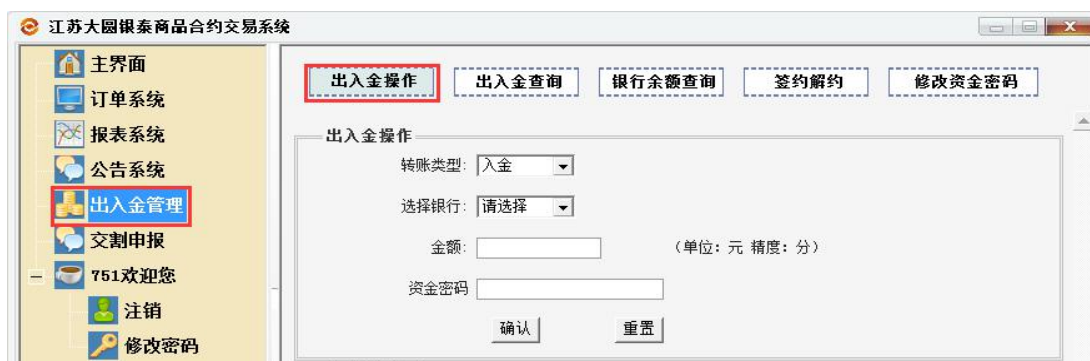 江苏大圆银泰商品合约交易系统
主界面
订单系统
报表系统
公告系统
出入金管理
交割申报
751欢迎您
注销
修改密码
出入金操作 出入金查询 银行余额查询 签约解约 修改资金密码
出入金操作
转账类型: 入金
选择银行: 请选择
金额: (单位: 元 精度: 分)
资金密码
确认 重置